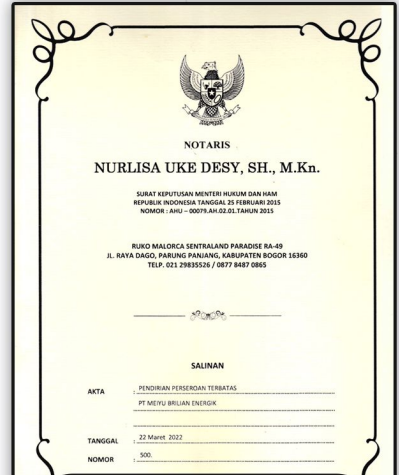 NOTARIS
NURLISA UKE DESY, SH., M.Kn.
SURAT KEPUTUSAN MENTERI HUKUM DAN HAM
REPUBLIK INDONESIA TANGGAL 25 FEBRUARI 2015
NOMOR : AHU – 00079.AH.02.01.TAHUN 2015
RUKO MALORCA SENTRALAND PARADISE RA-49
JL. RAYA DAGO, PARUNG PANJANG, KABUPATEN BOGOR 16360
TELP. 021 29835526 / 0877 8487 0865
SALINAN
AKTA : PENDIRIAN PERSEROAN TERBATAS
PT MEIYU BRILIAN ENERGIK
TANGGAL : 22 Maret 2022
NOMOR : 500.